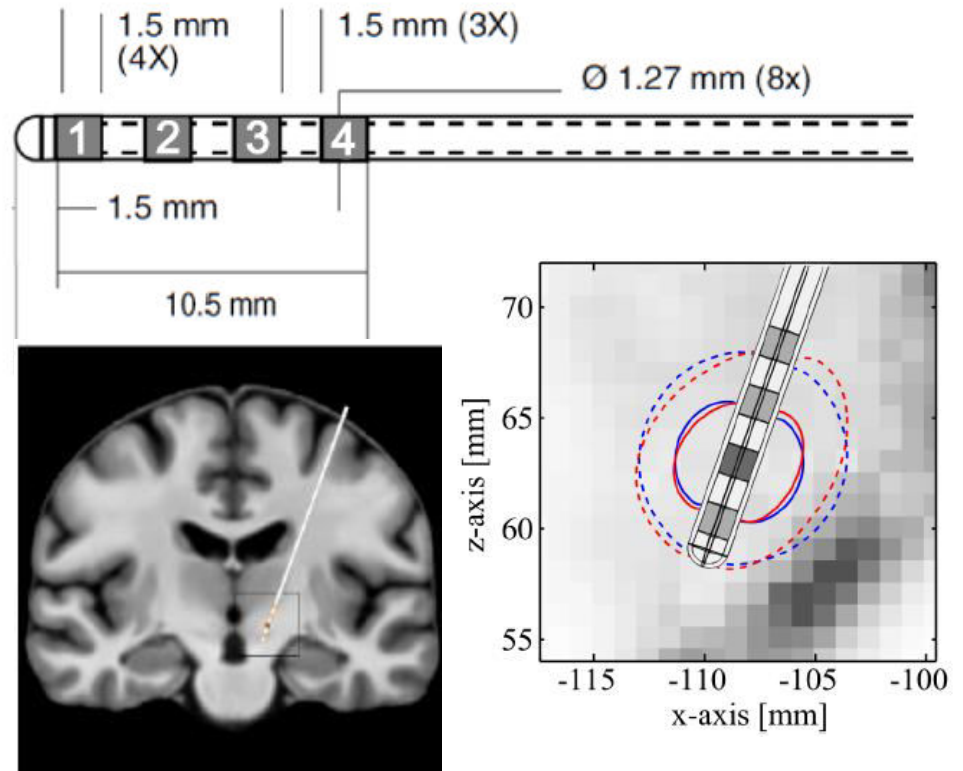 1.5 mm
(4X)
1.5 mm (3X)
Ø 1.27 mm (8x)
1 2 3 4
1.5 mm
10.5 mm
70
65
60
55
z-axis [mm]
-115 -110 -105 -100
x-axis [mm]